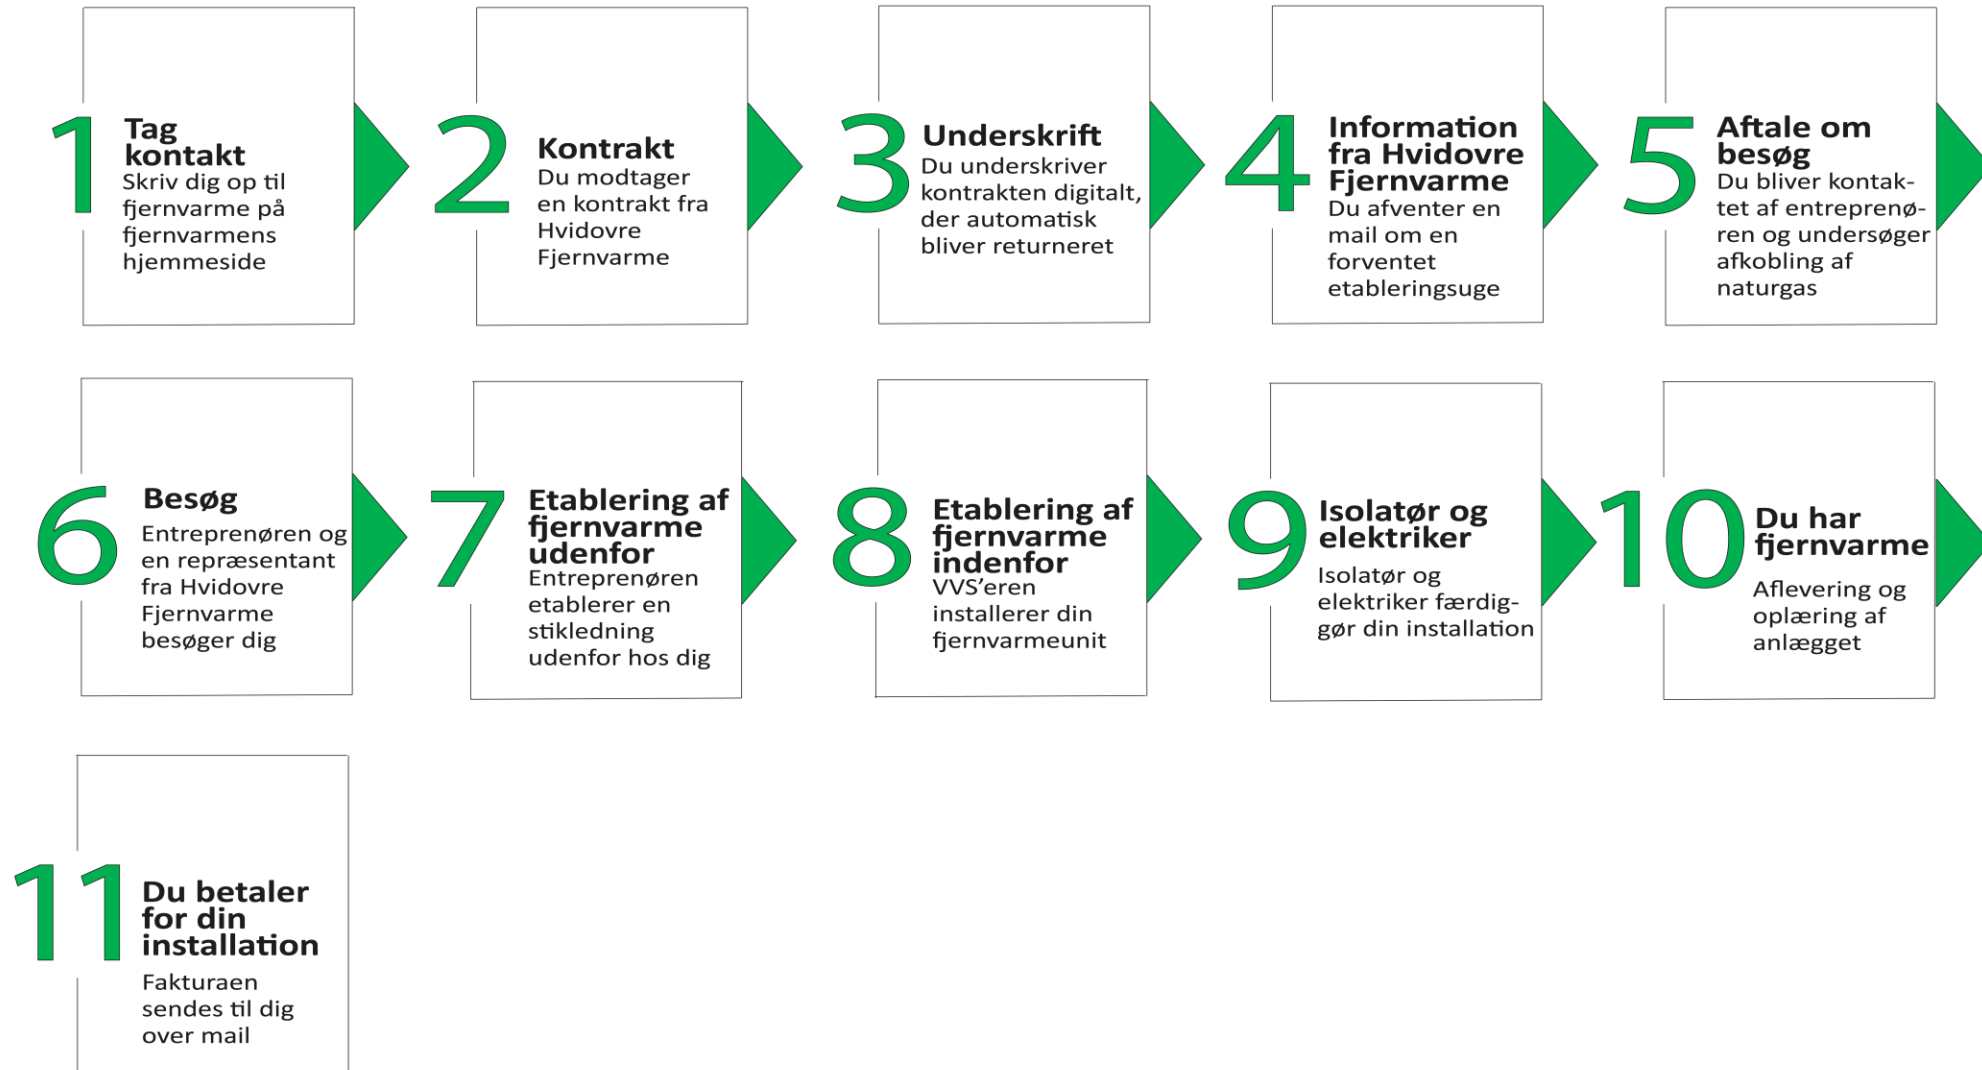 1
Tag
kontakt
Skriv dig op til
fjernvarme på
fjernvarmens
hjemmeside
2
Kontrakt
Du modtager
en kontrakt fra
Hvidovre
Fjernvarme
3
Underskrift
Du underskriver
kontrakten digitalt,
der automatisk
bliver returneret
4
Information
fra Hvidovre
Fjernvarme
Du afventer en
mail om en
forventet
etableringsuge
5
Aftale om
besøg
Du bliver kontak-
tet af entreprenø-
ren og undersøger
afkobling af
naturgas
6
Besøg
Entreprenøren og
en repræsentant
fra Hvidovre
Fjernvarme
besøger dig
7
Etablering af
fjernvarme
udenfor
Entreprenøren
etablerer en
stikledning
udenfor hos dig
8
Etablering af
fjernvarme
indenfor
VVS’eren
installerer din
fjernvarmeunit
9
Isolatør og
elektriker
Isolatør og
elektriker færdig-
gør din installation
10
Du har
fjernvarme
Aflevering og
oplæring af
anlægget
11
Du betaler
for din
installation
Fakturaen
sendes til dig
over mail